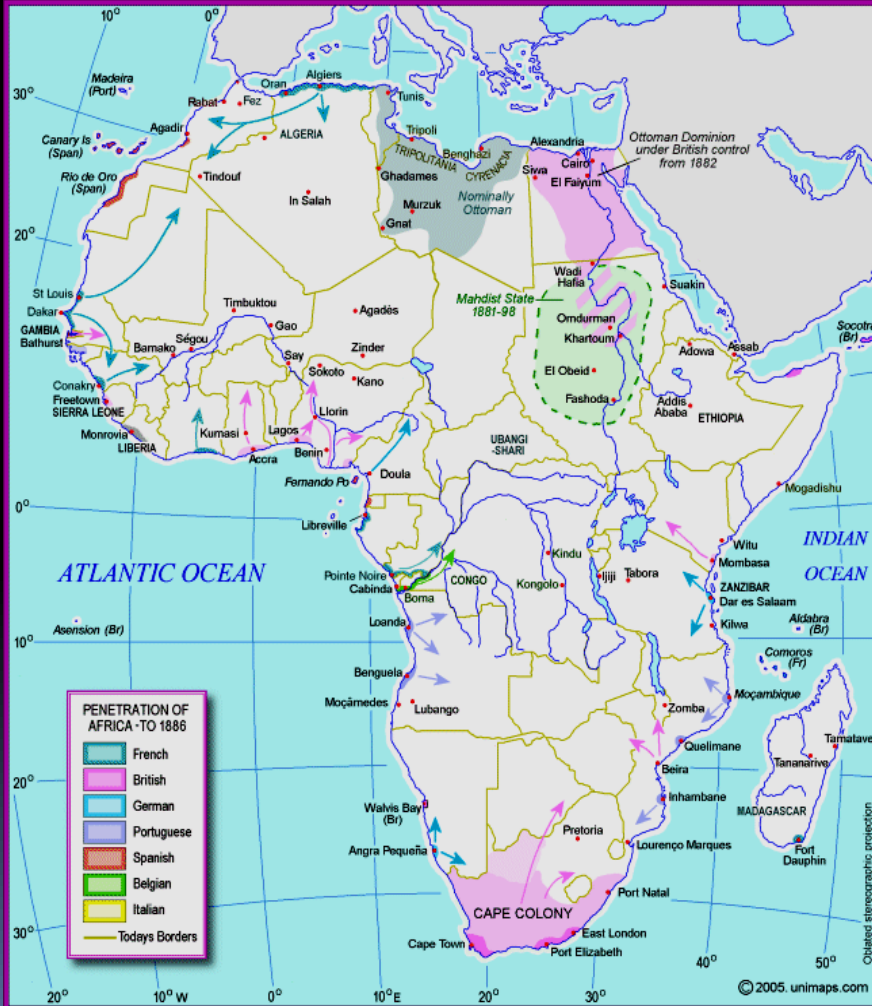 10°
0°
Madeira
(Port)
30°
Oran
Algiers
Tunis
Rabat
Fez
Agadir
ALGERIA
Tripoli
Canary Is
(Span)
TRIPOLITANIA
Benghazi
CYRENACIA
Alexandria
Cairo
Siwa
El Faiyum
Ottoman Dominion
under British control
from 1882
Rio de Oro
(Span)
Tindouf
Ghadames
In Salah
Murzuk
Gnat
Nominally
Ottoman
20°
Wadi
Hafia
Suakin
St Louis
Dakar
GAMBIA
Bathurst
Timbuktou
Agadés
Mahdist State
1881-98
Omdurman
Khartoum
Socotra
(Br)
Bamako
Ségou
Gao
Say
Zinder
Sokoto
Kano
Adowa
Assab
El Obeid
Conakry
Freetown
SIERRA LEONE
Fashoda
Addis
Ababa
ETHIOPIA
Llorin
Monrovia
LIBERIA
Kumasi
Lagos
Accra
Benin
UBANGI
-SHARI
Fernando Po
Doula
Mogadishu
0°
Libreville
INDIAN
OCEAN
Witu
Mombasa
Kindu
ATLANTIC OCEAN
Pointe Noire
Cabinda
Boma
CONGO
Kongolo
Ijiji
Tabora
ZANZIBAR
Dar es Salaam
Kilwa
Asension (Br)
Loanda
Aldabra
(Br)
10°
Comoros
(Fr)
Benguela
Moçâmedes
Lubango
Zomba
Moçambique
Quelimane
Tamatave
Tananarive
Beira
20°
Inhambane
MADAGASCAR
Walvis Bay
(Br)
Pretoria
Angra Pequeña
Lourenço Marques
Fort
Dauphin
Port Natal
CAPE COLONY
East London
Port Elizabeth
Cape Town
30°
PENETRATION OF
AFRICA -TO 1886
French
British
German
Portuguese
Spanish
Belgian
Italian
Todays Borders
Oblated stereographic projection
20°
10°W
0°
10°E
20°
30°
40°
50°
© 2005. unimaps.com